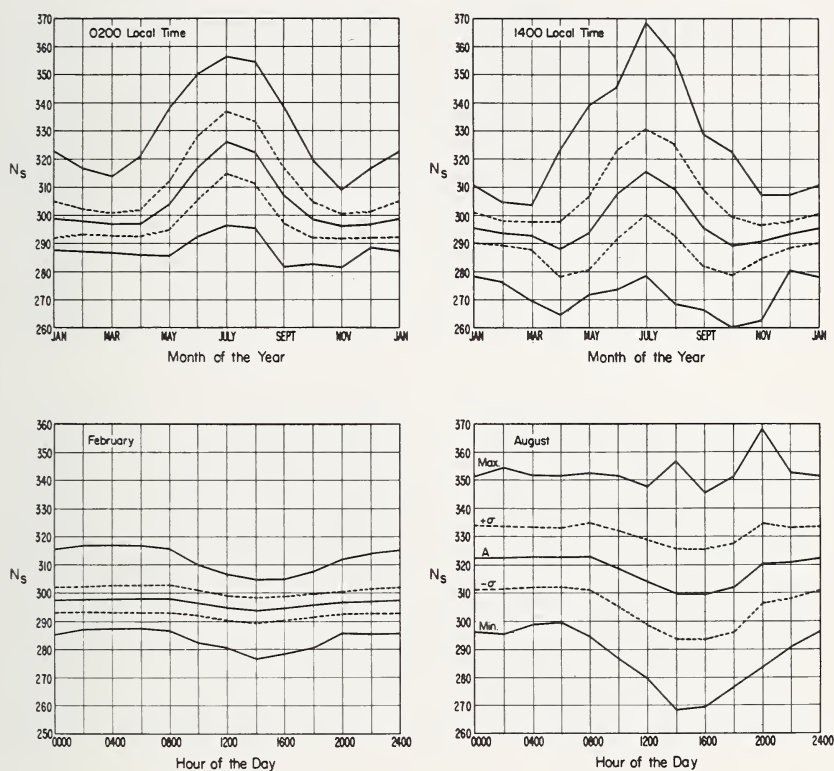 0200 Local Time
370
360
350
340
330
320
310
300
290
280
270
260
Ns
JAN MAR MAY JULY SEPT NOV JAN
Month of the Year
1400 Local Time
370
360
350
340
330
320
310
300
290
280
270
260
Ns
JAN MAR MAY JULY SEPT NOV JAN
Month of the Year
February
360
350
340
330
320
310
300
290
280
270
260
250
Ns
0000 0400 0800 1200 1600 2000 2400
Hour of the Day
August
370
360
350
340
330
320
310
300
290
280
270
260
Ns
Max.
+σ
A
-σ
Min.
0000 0400 0800 1200 1600 2000 2400
Hour of the Day